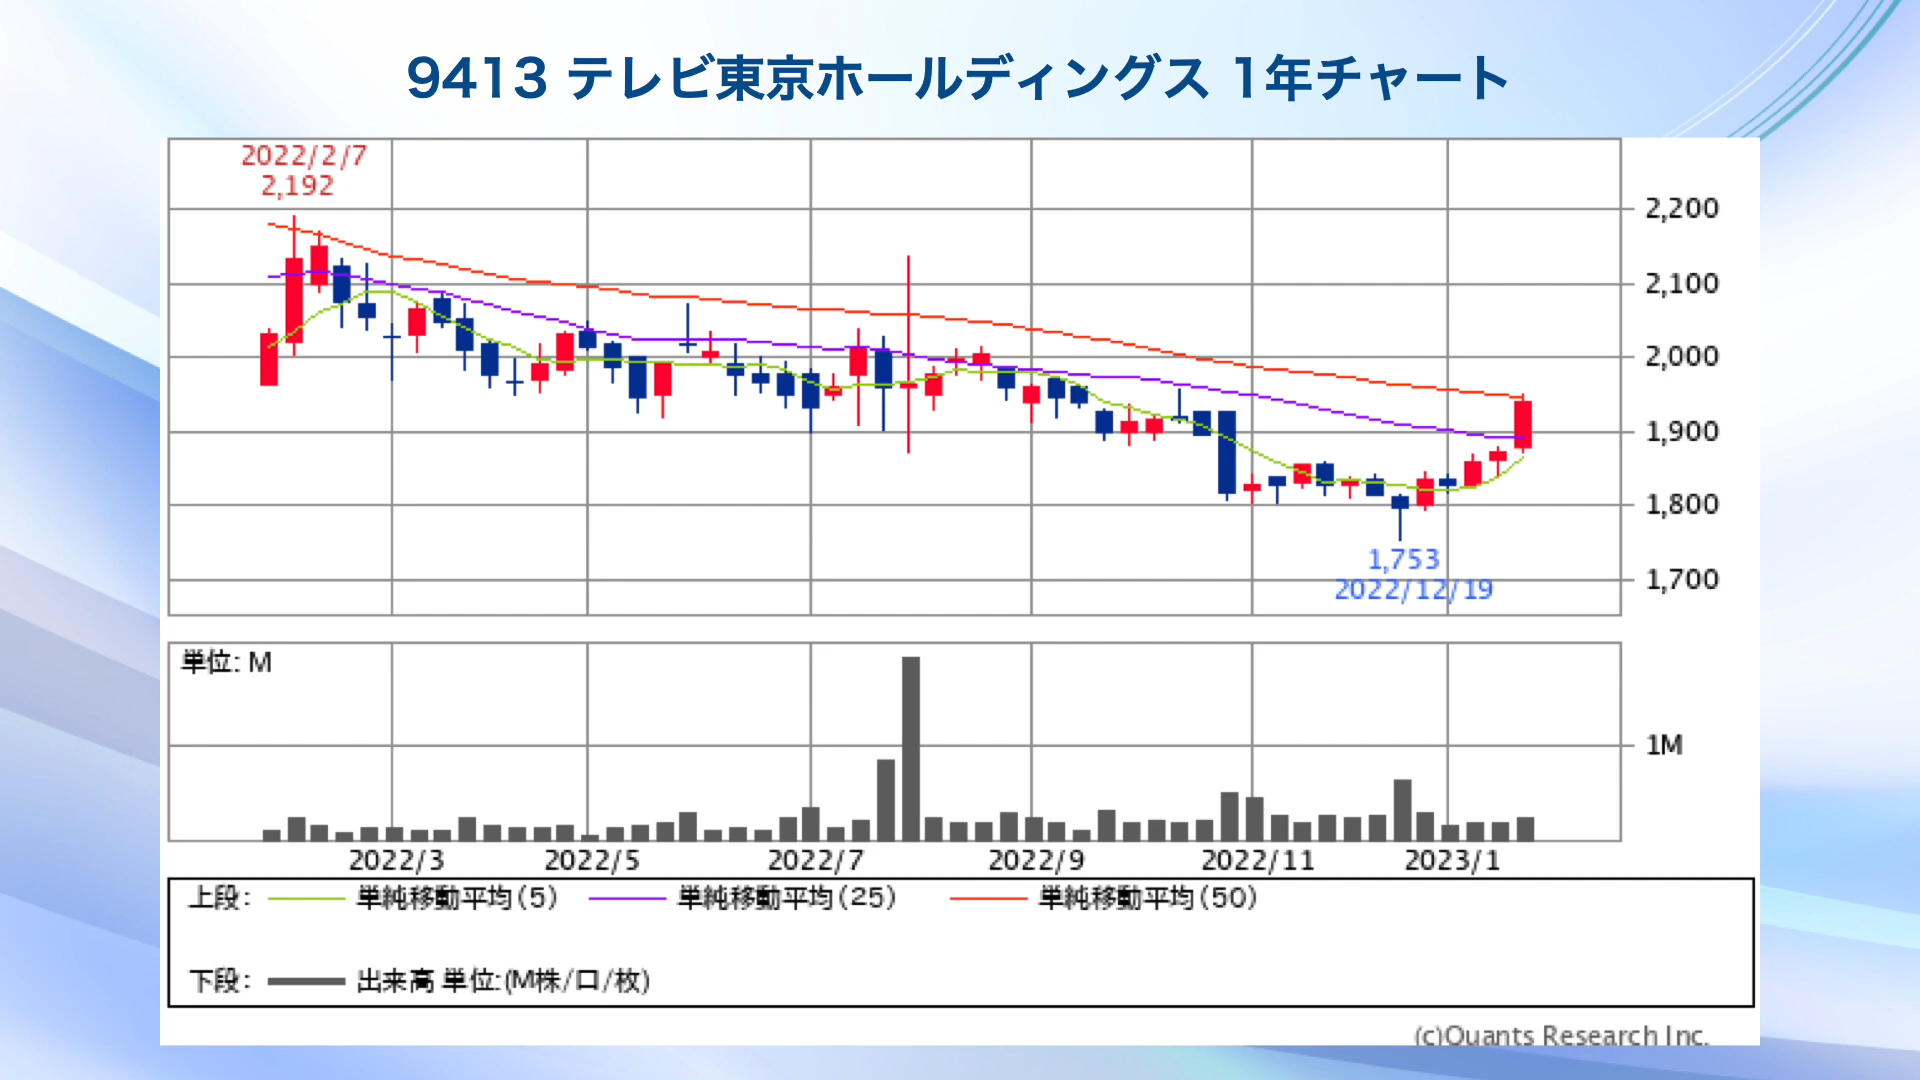 9413 テレビ東京ホールディングス 1年チャート
2022/2/7
2,192
2,200
2,100
2,000
1,900
1,800
1,700
1,753
2022/12/19
単位: M
1M
2022/3 2022/5 2022/7 2022/9 2022/11 2023/1
上段: 単純移動平均(5) 単純移動平均(25) 単純移動平均(50)
下段: 出来高 単位:(M株/口/枚)
(c)Quants Research Inc.